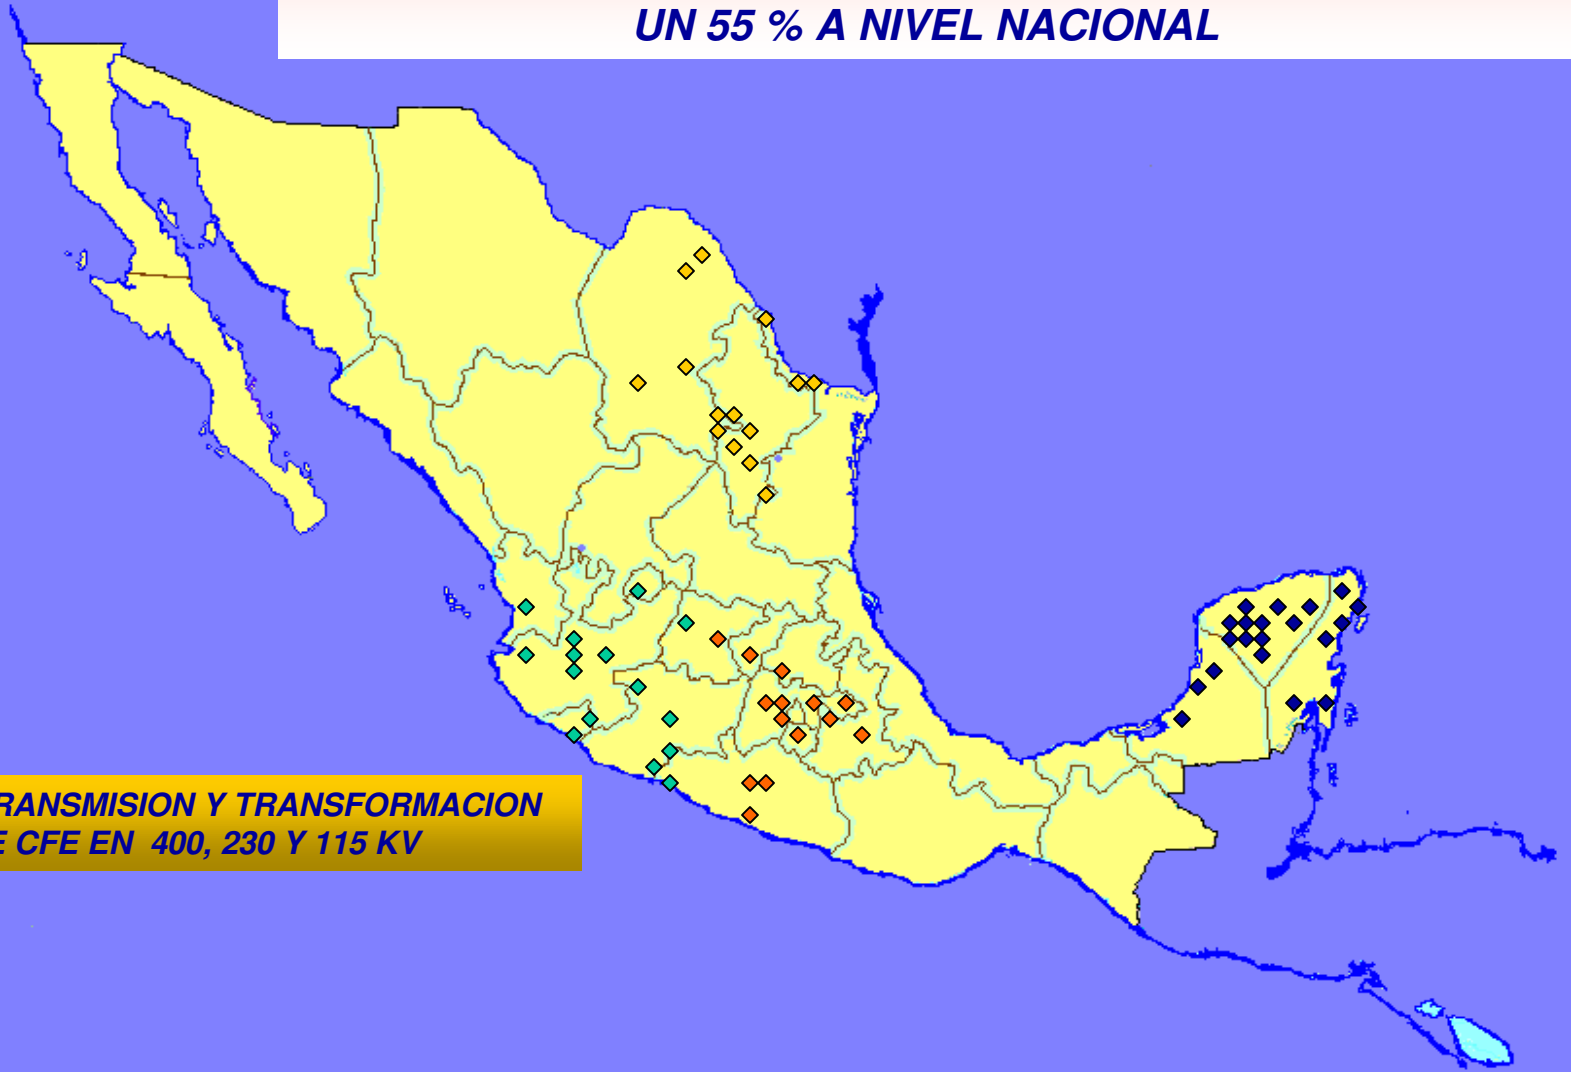 UN 55 % A NIVEL NACIONAL
RANSMISION Y TRANSFORMACION
E CFE EN 400, 230 Y 115 KV